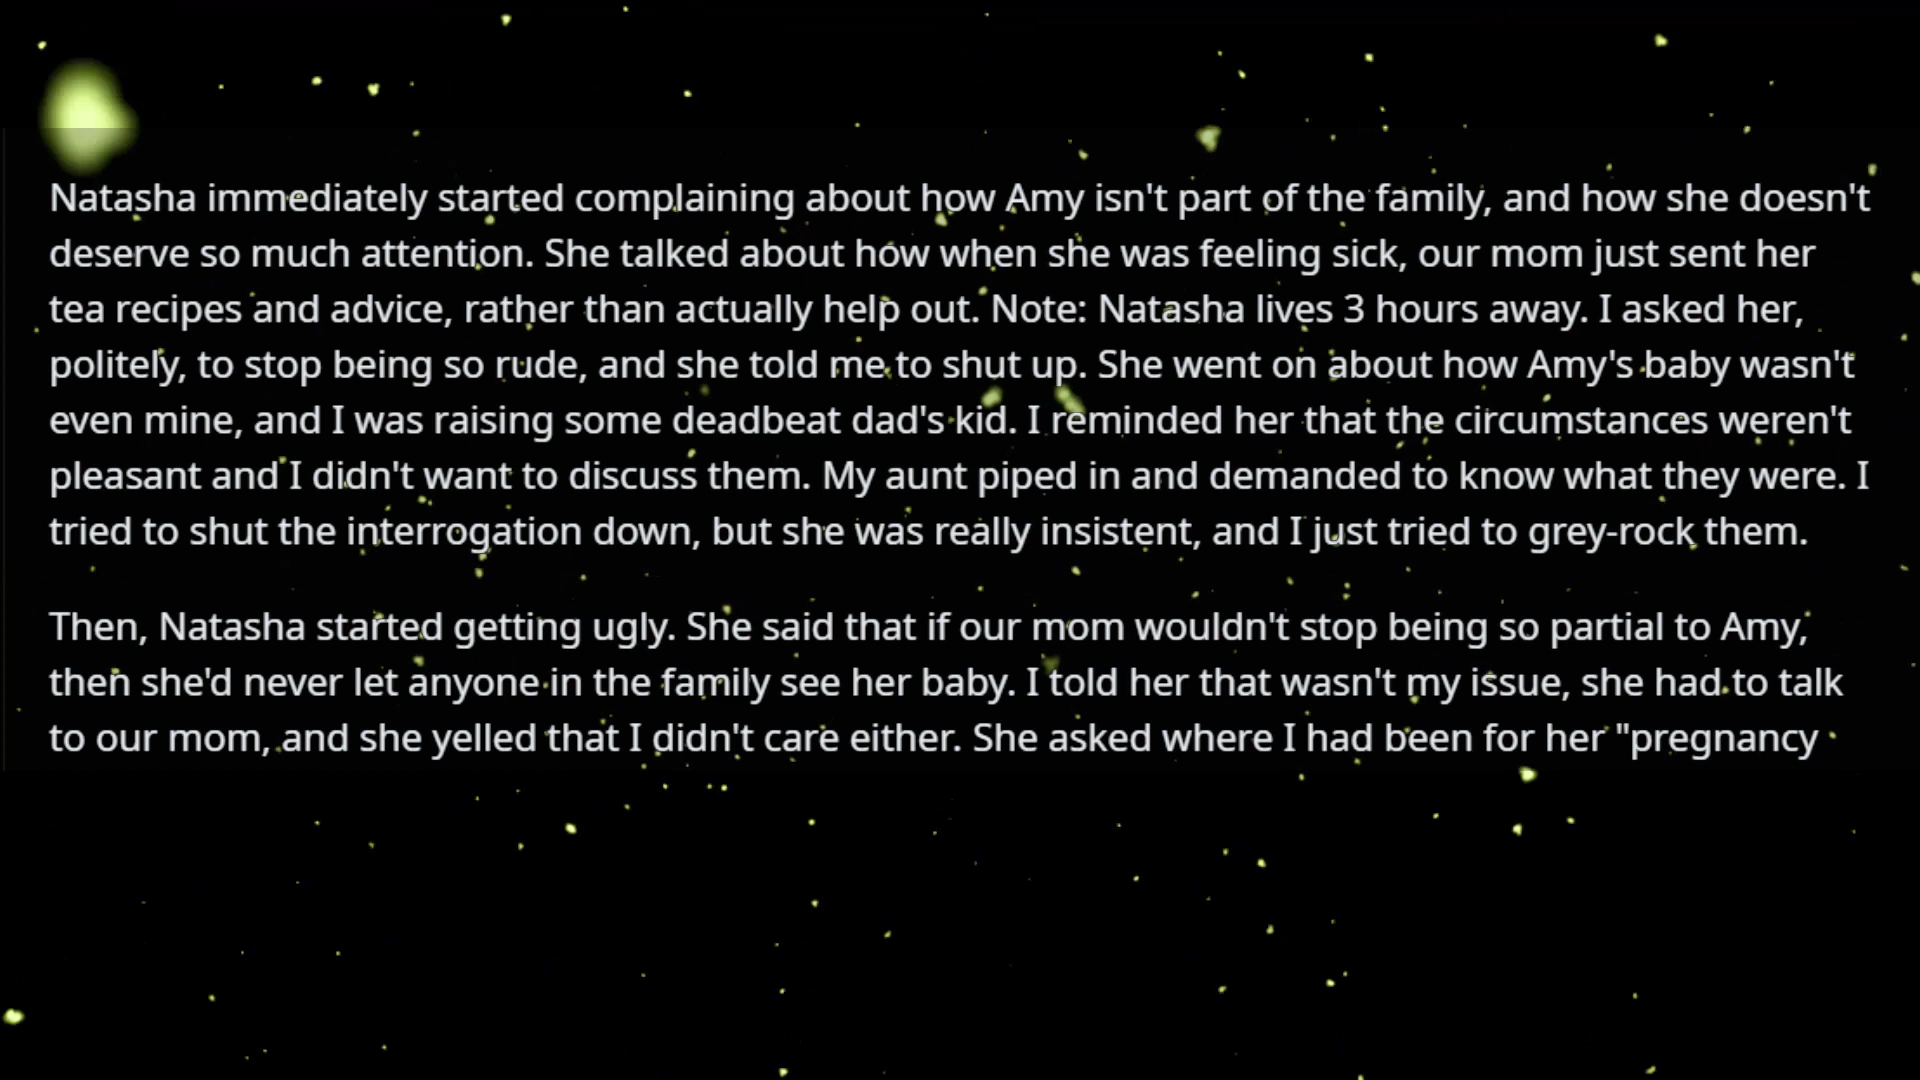 Natasha immediately started complaining about how Amy isn't part of the family, and how she doesn't
deserve so much attention. She talked about how when she was feeling sick, our mom just sent her
tea recipes and advice, rather than actually help out. Note: Natasha lives 3 hours away. I asked her,
politely, to stop being so rude, and she told me to shut up. She went on about how Amy's baby wasn't
even mine, and I was raising some deadbeat dad's kid. I reminded her that the circumstances weren't
pleasant and I didn't want to discuss them. My aunt piped in and demanded to know what they were. I
tried to shut the interrogation down, but she was really insistent, and I just tried to grey-rock them.
Then, Natasha started getting ugly. She said that if our mom wouldn't stop being so partial to Amy,
then she'd never let anyone in the family see her baby. I told her that wasn't my issue, she had to talk
to our mom, and she yelled that I didn't care either. She asked where I had been for her "pregnancy